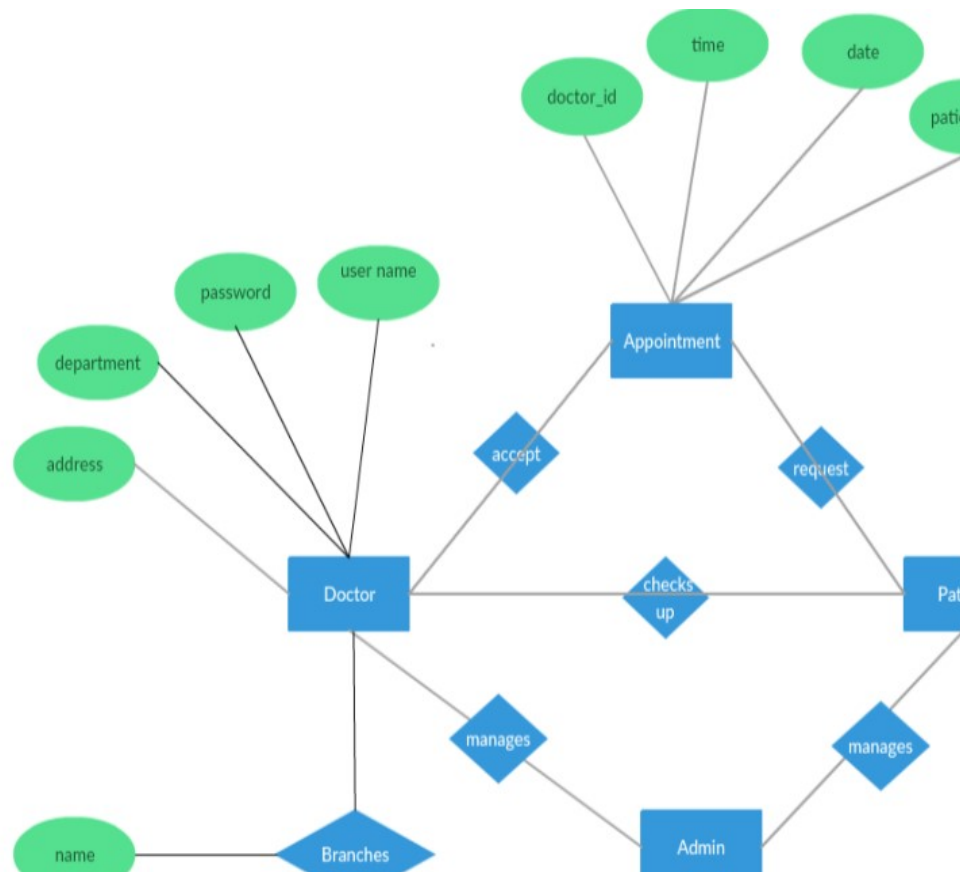 time
date
doctor_id
user name
password
Appointment
department
accept
address
request
checks
up
Doctor
manages
manages
Admin
name
Branches